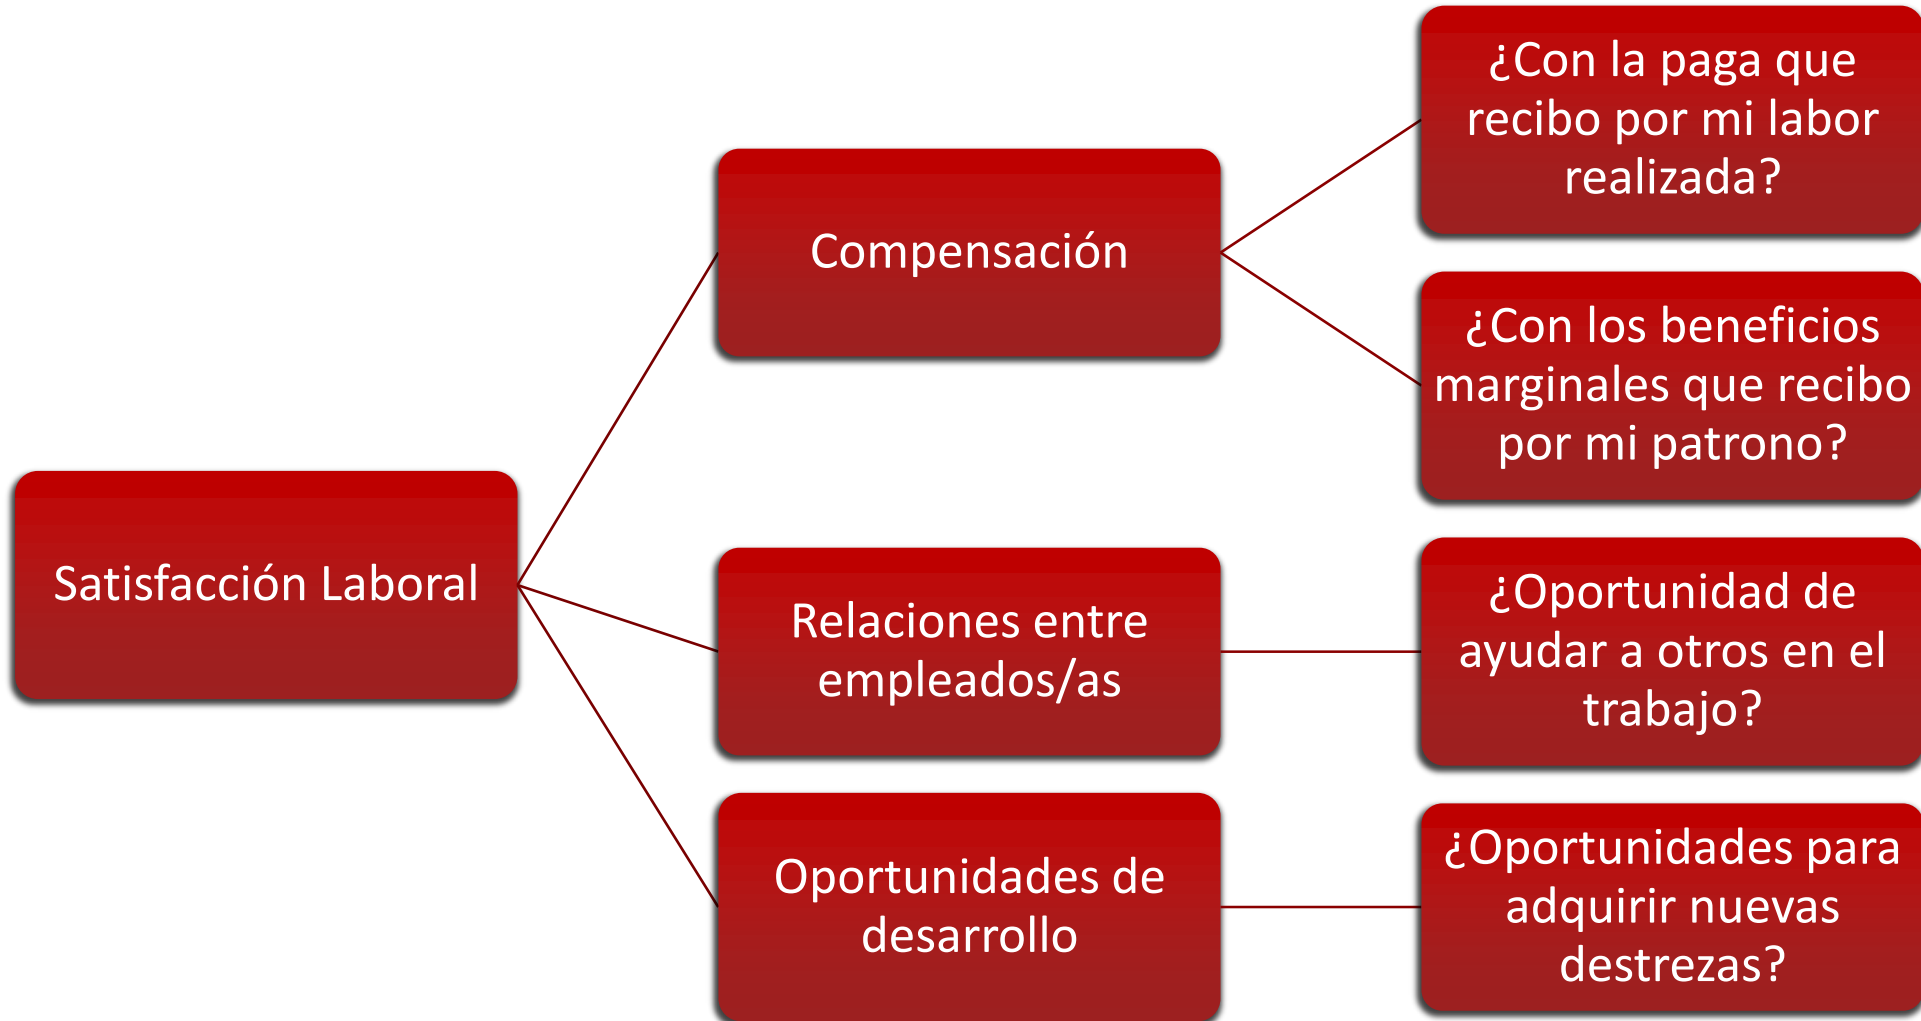 Satisfacción Laboral
Compensación
¿Con la paga que
recibo por mi labor
realizada?
¿Con los beneficios
marginales que recibo
por mi patrono?
Relaciones entre
empleados/as
¿Oportunidad de
ayudar a otros en el
trabajo?
Oportunidades de
desarrollo
¿Oportunidades para
adquirir nuevas
destrezas?